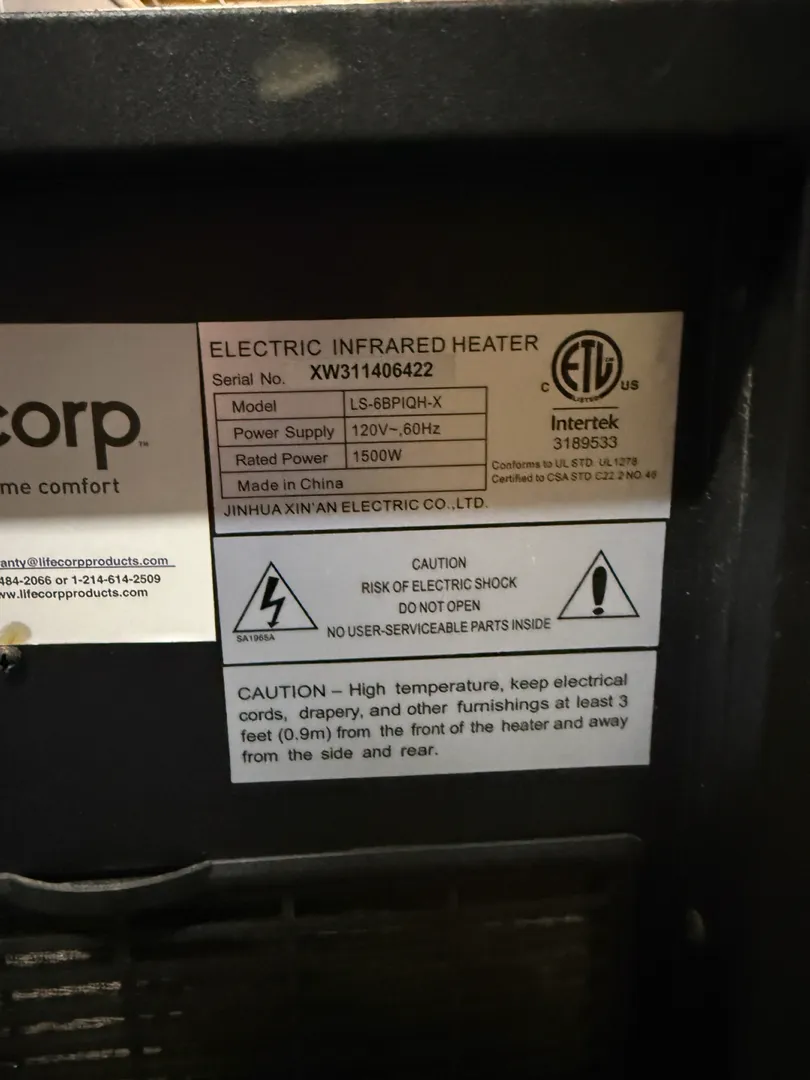 corp™
me comfort
anty@lifecorpproducts.com
484-2066 or 1-214-614-2509
w.lifecorpproducts.com
ELECTRIC INFRARED HEATER
Serial No. XW311406422
Model LS-6BPIQH-X
Power Supply 120V~,60Hz
Rated Power 1500W
Made in China
JINHUA XIN'AN ELECTRIC CO.,LTD.
ETL
CM
LISTED
C US
Intertek
3189533
Conforms to UL STD. UL1278
Certified to CSA STD C22.2 NO.46
CAUTION
RISK OF ELECTRIC SHOCK
DO NOT OPEN
NO USER-SERVICEABLE PARTS INSIDE
SA1965A
CAUTION – High temperature, keep electrical
cords, drapery, and other furnishings at least 3
feet (0.9m) from the front of the heater and away
from the side and rear.